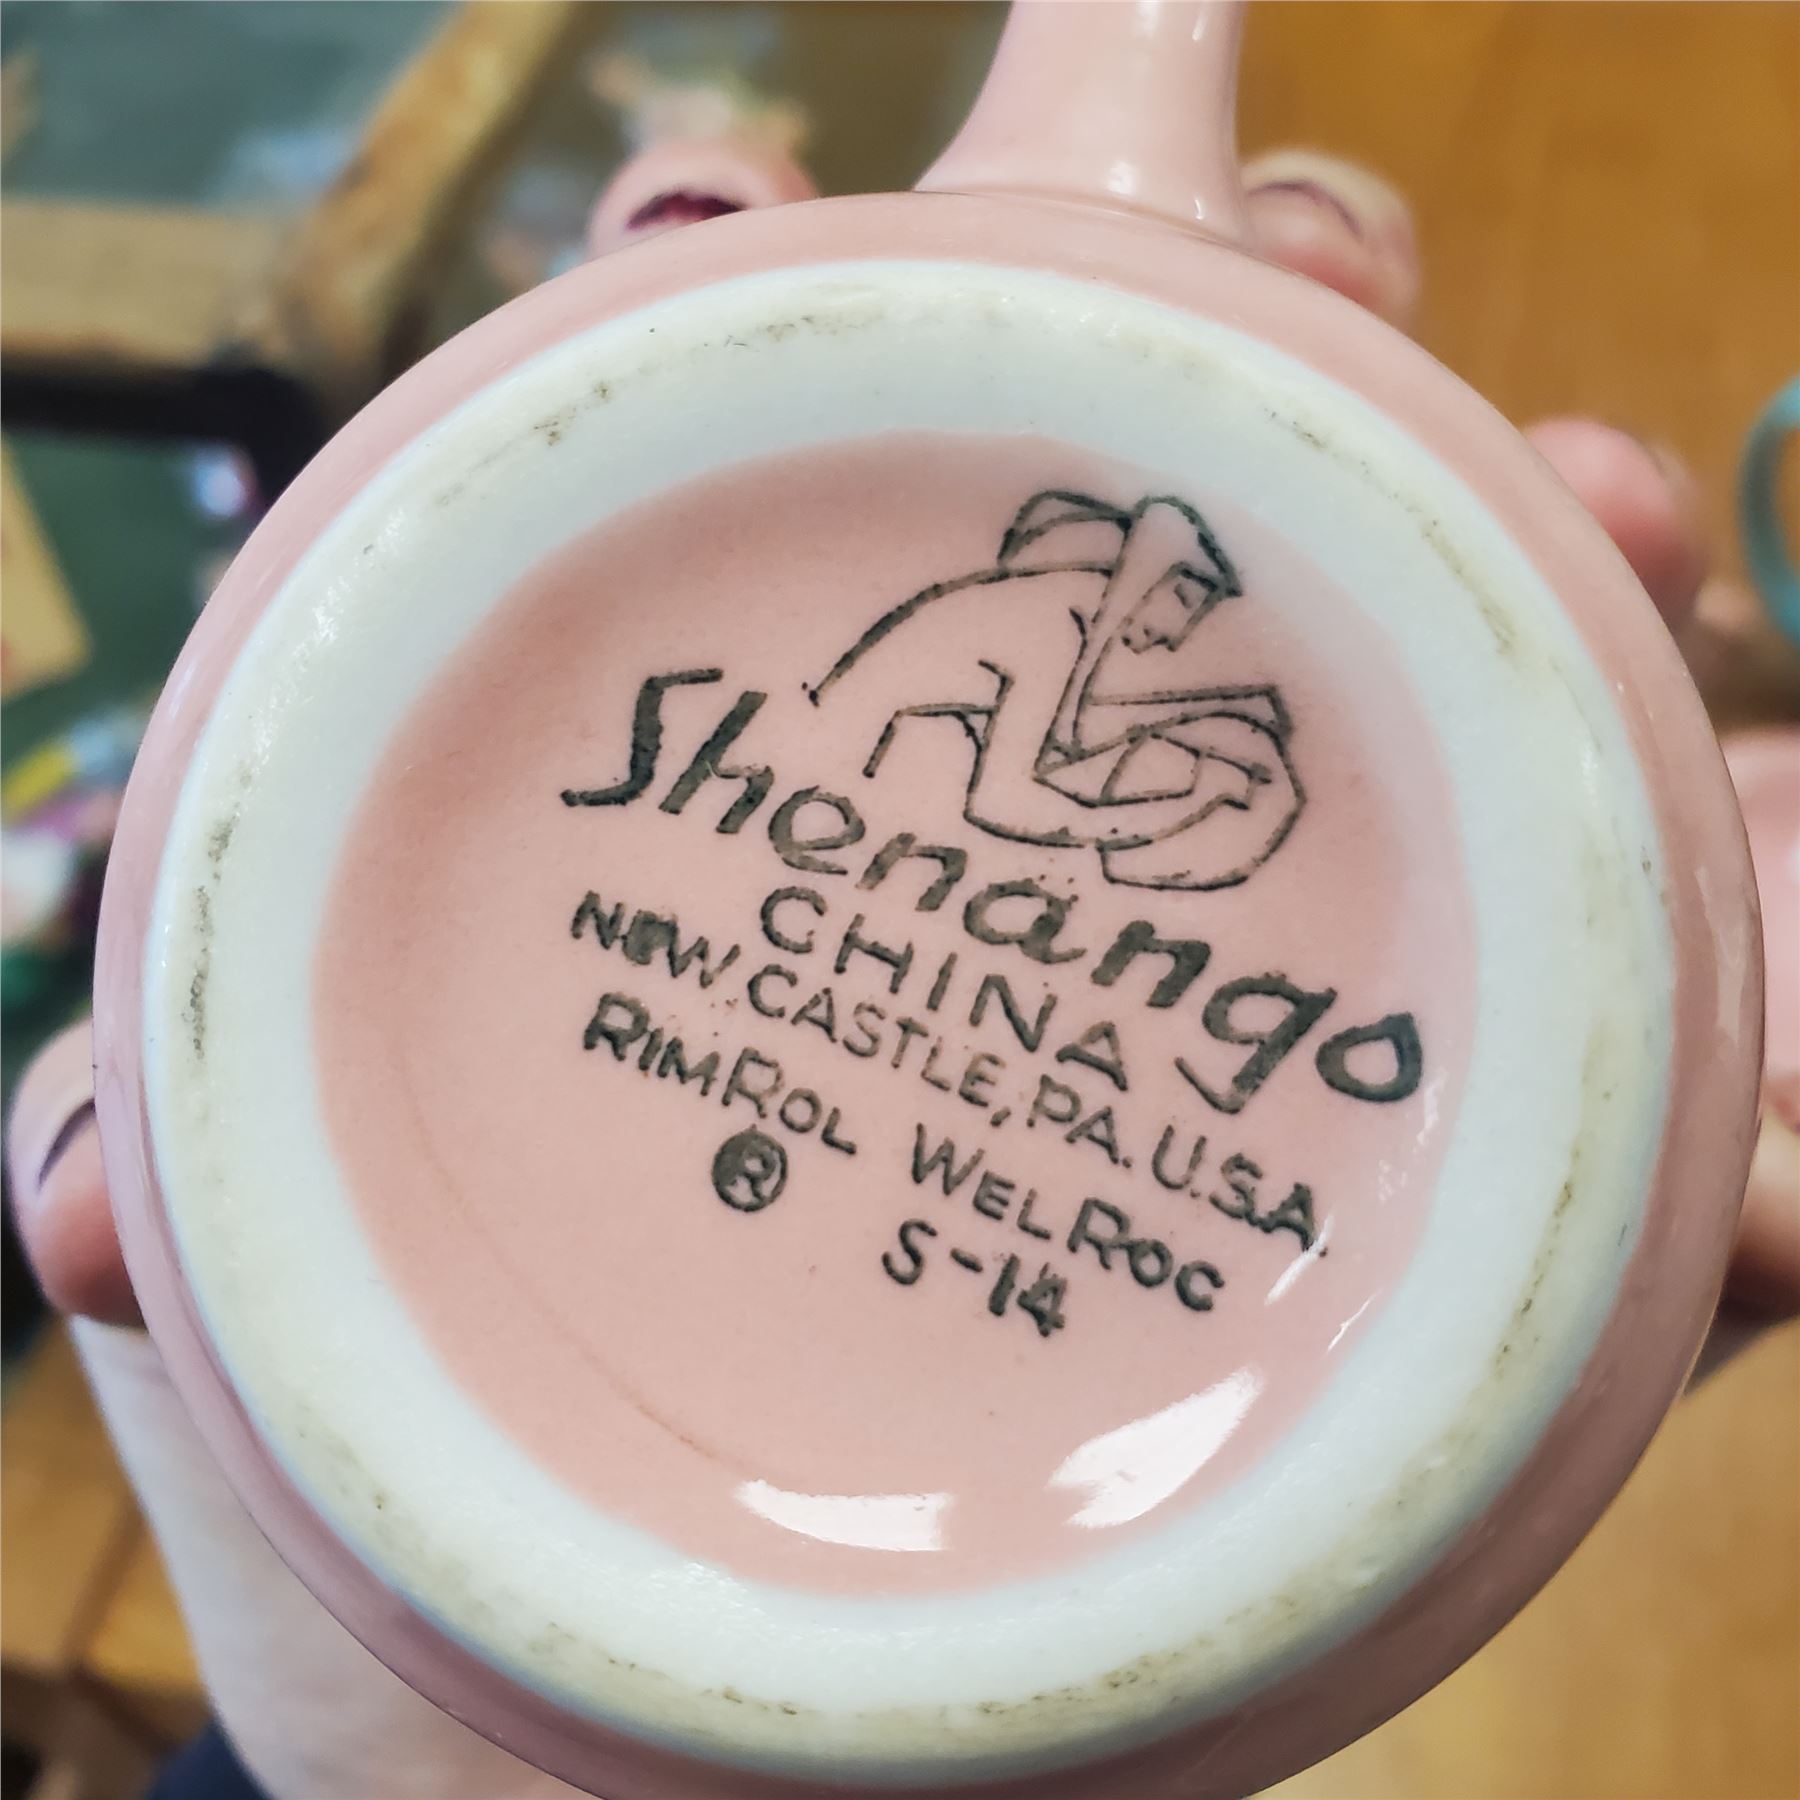 Shenango
CHINA
NEW CASTLE, PA. U.S.A.
RIMROL WELROC
®
S-14